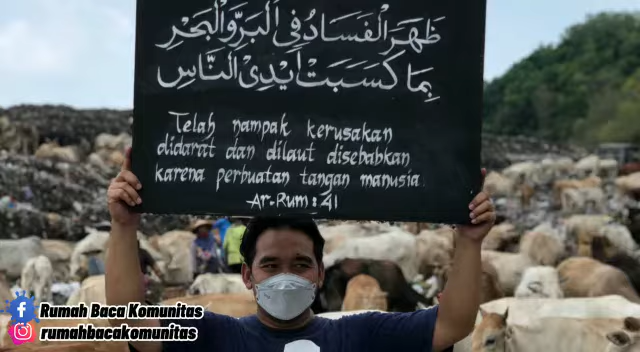 ظَهَرَ الْفَسَادُ فِي الْبَرِّ وَالْبَحْرِ
بِمَا كَسَبَتْ اَيْدِى النَّاسِ
Telah nampak kerusakan
didarat dan dilaut disebabkan
karena perbuatan tangan manusia.
-Ar-Rum : 41
Rumah Baca Komunitas
rumahbacakomunitas